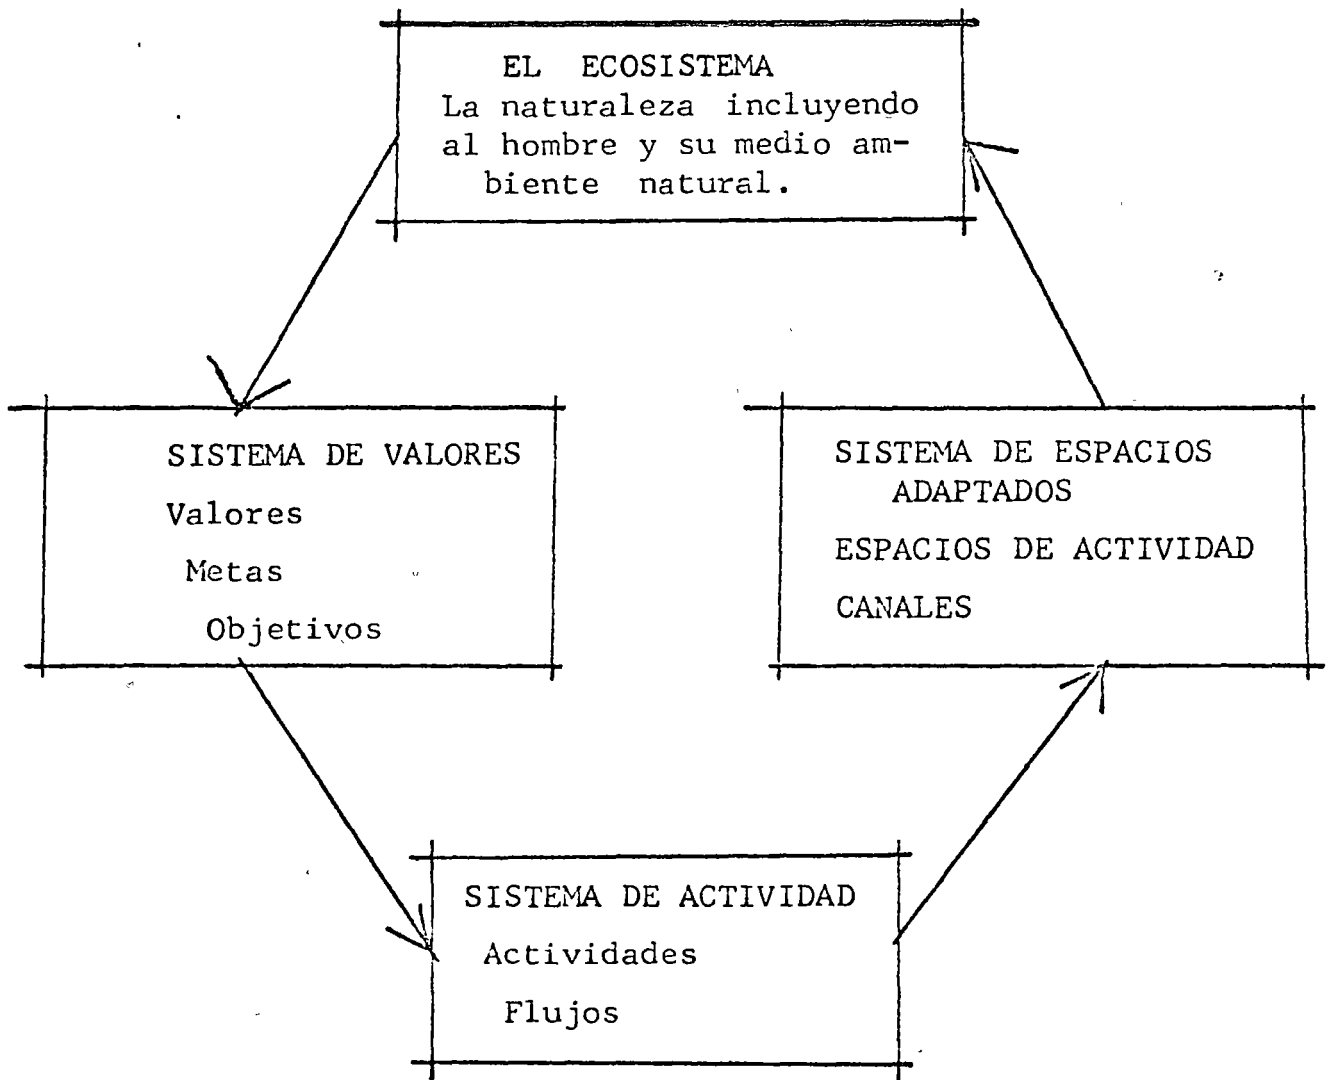 EL ECOSISTEMA
La naturaleza incluyendo
al hombre y su medio am-
biente natural.
SISTEMA DE VALORES
Valores
Metas
Objetivos
SISTEMA DE ESPACIOS
ADAPTADOS
ESPACIOS DE ACTIVIDAD
CANALES
SISTEMA DE ACTIVIDAD
Actividades
Flujos